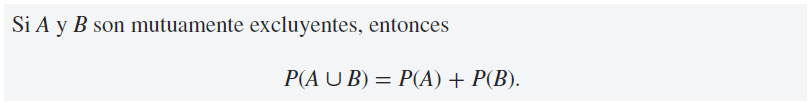 Si A y B son mutuamente excluyentes, entonces
P(A ∪ B) = P(A) + P(B).